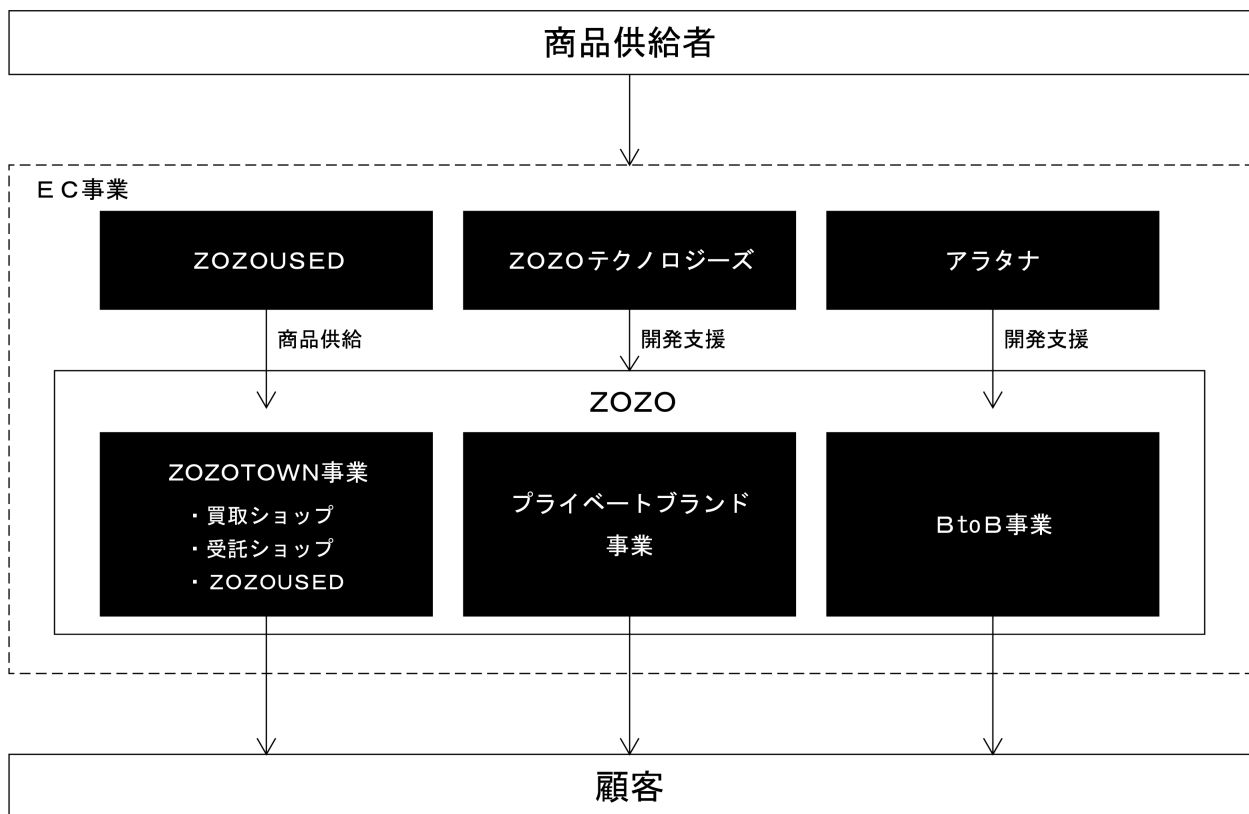 商品供給者
ＥＣ事業
ZOZOUSED
ZOZOテクノロジーズ
アラタナ
商品供給
開発支援
開発支援
ZOZO
ZOZOTOWN事業
・買取ショップ
・受託ショップ
・ZOZOUSED
プライベートブランド
事業
BtoB事業
顧客